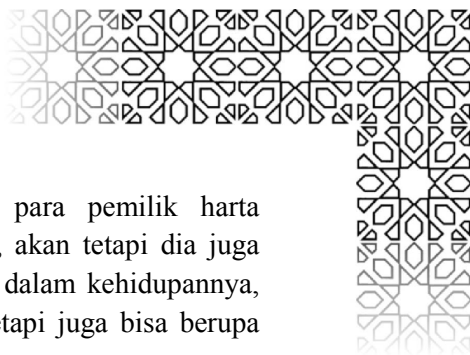 para pemilik harta
, akan tetapi dia juga
dalam kehidupannya,
etapi juga bisa berupa